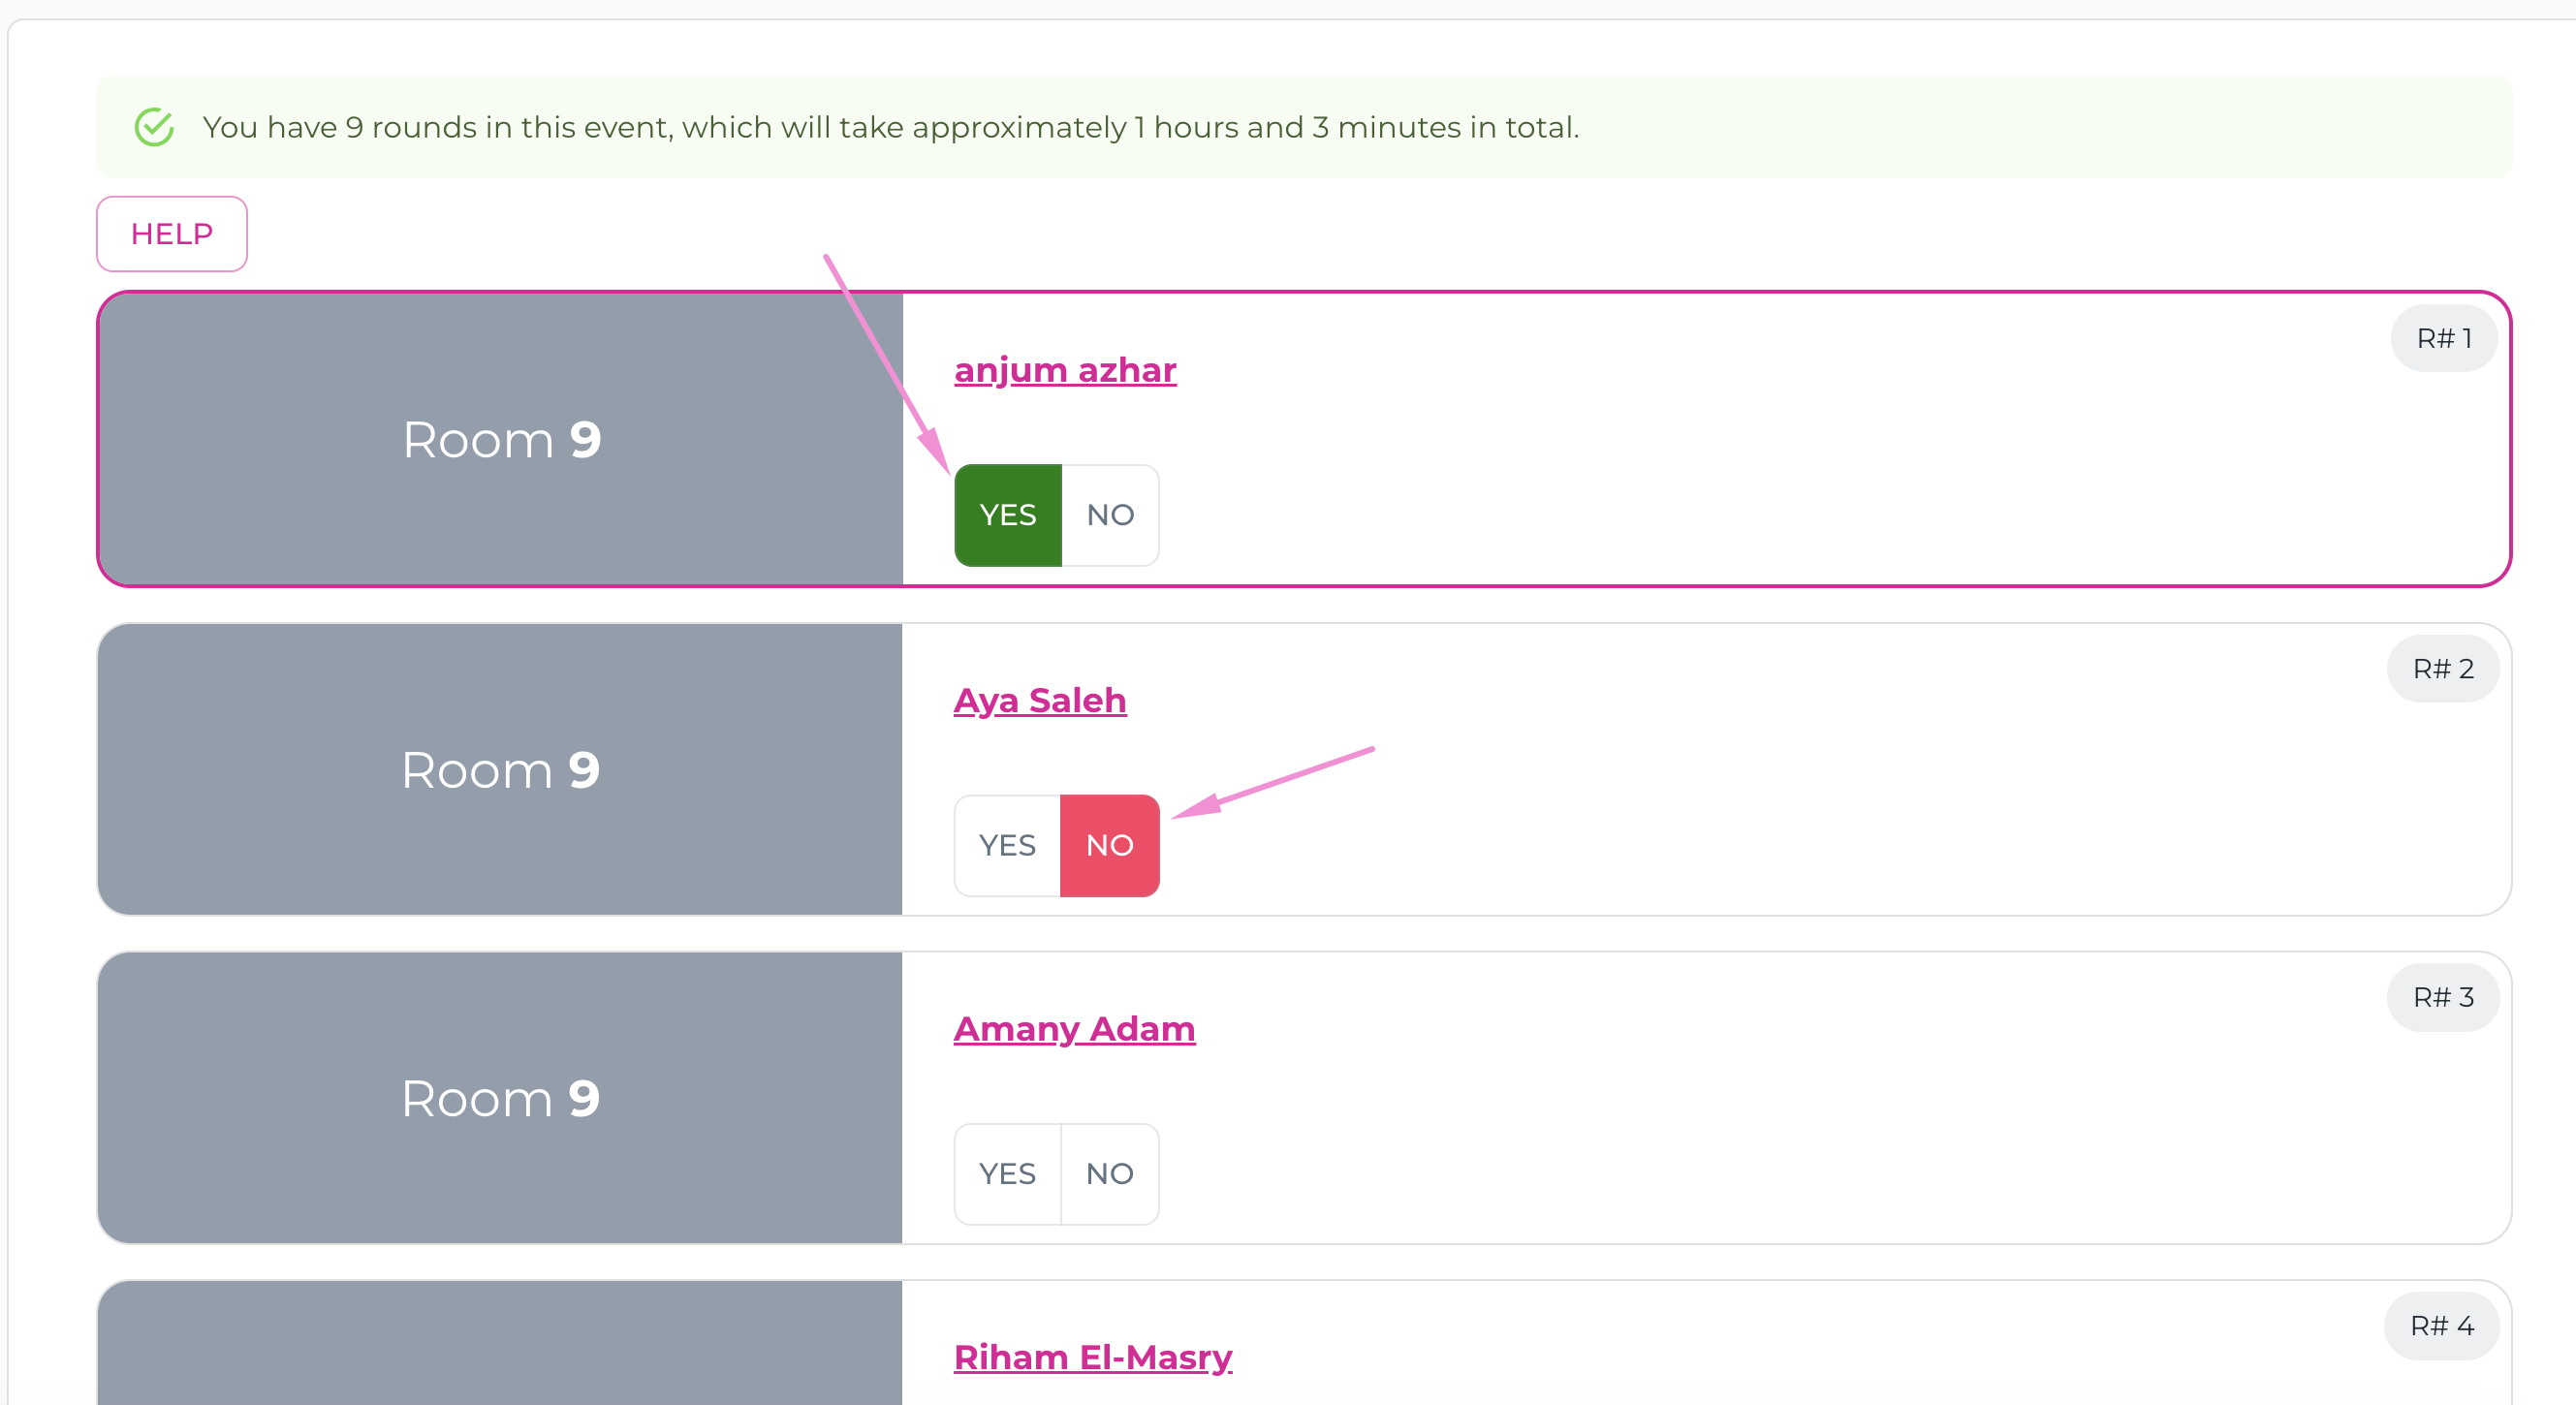 You have 9 rounds in this event, which will take approximately 1 hours and 3 minutes in total.
HELP
R# 1
anjum azhar
Room 9
YES NO
R# 2
Aya Saleh
Room 9
YES NO
R# 3
Amany Adam
Room 9
YES NO
R# 4
Riham El-Masry